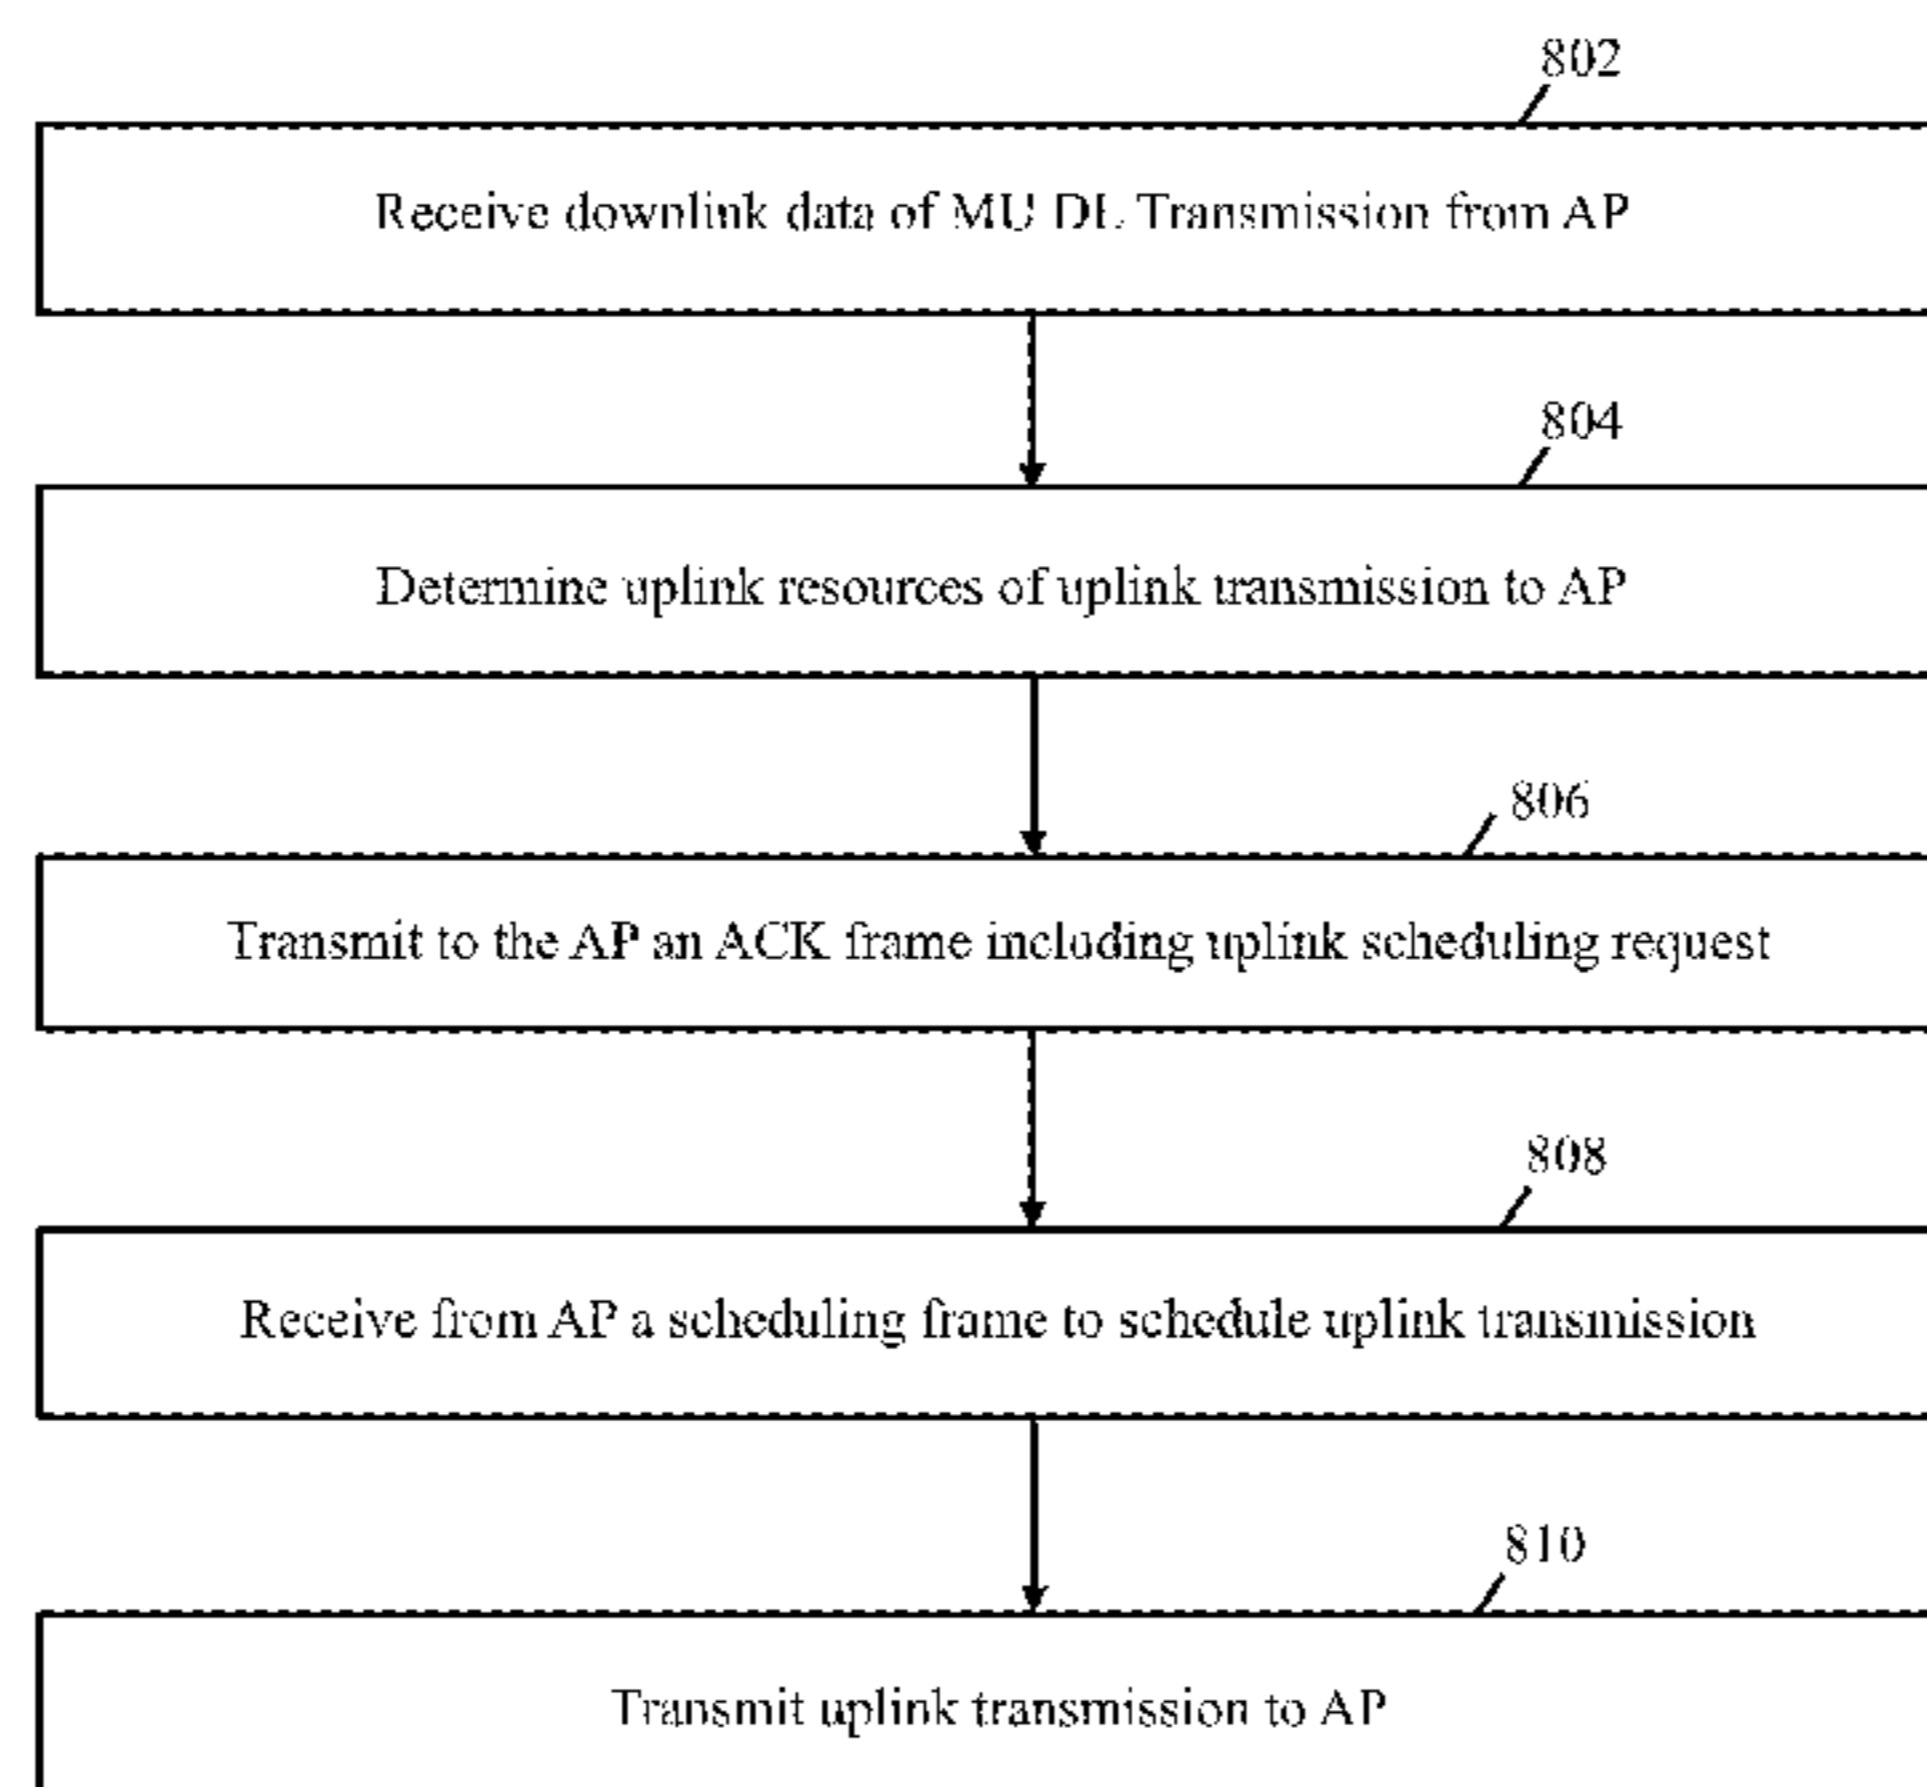 802
Receive downlink data of MU DL Transmission from AP
804
Determine uplink resources of uplink transmission to AP
806
Transmit to the AP an ACK frame including uplink scheduling request
808
Receive from AP a scheduling frame to schedule uplink transmission
810
Transmit uplink transmission to AP